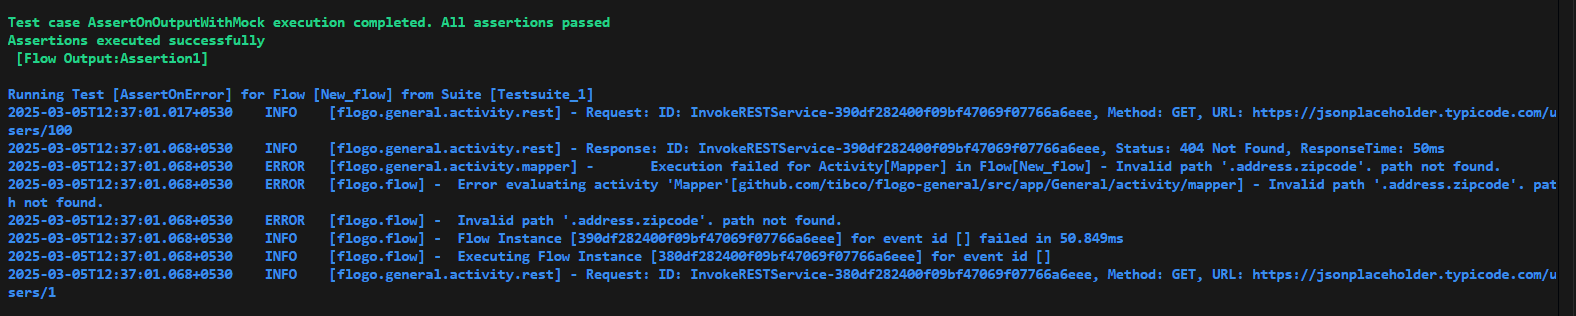 Test case AssertOnOutputWithMock execution completed. All assertions passed
Assertions executed successfully
[Flow Output:Assertion1]
Running Test [AssertOnError] for Flow [New_flow] from Suite [Testsuite_1]
2025-03-05T12:37:01.017+0530 INFO [flogo.general.activity.rest] - Request: ID: InvokeRESTService-390df282400f09bf47069f07766a6eee, Method: GET, URL: https://jsonplaceholder.typicode.com/u
sers/100
2025-03-05T12:37:01.068+0530 INFO [flogo.general.activity.rest] - Response: ID: InvokeRESTService-390df282400f09bf47069f07766a6eee, Status: 404 Not Found, ResponseTime: 50ms
2025-03-05T12:37:01.068+0530 ERROR [flogo.general.activity.mapper] - Execution failed for Activity[Mapper] in Flow[New_flow] - Invalid path '.address.zipcode'. path not found.
2025-03-05T12:37:01.068+0530 ERROR [flogo.flow] - Error evaluating activity 'Mapper'[github.com/tibco/flogo-general/src/app/General/activity/mapper] - Invalid path '.address.zipcode'. pat
h not found.
2025-03-05T12:37:01.068+0530 ERROR [flogo.flow] - Invalid path '.address.zipcode'. path not found.
2025-03-05T12:37:01.068+0530 INFO [flogo.flow] - Flow Instance [390df282400f09bf47069f07766a6eee] for event id [] failed in 50.849ms
2025-03-05T12:37:01.068+0530 INFO [flogo.flow] - Executing Flow Instance [380df282400f09bf47069f07766a6eee] for event id []
2025-03-05T12:37:01.068+0530 INFO [flogo.general.activity.rest] - Request: ID: InvokeRESTService-380df282400f09bf47069f07766a6eee, Method: GET, URL: https://jsonplaceholder.typicode.com/u
sers/1